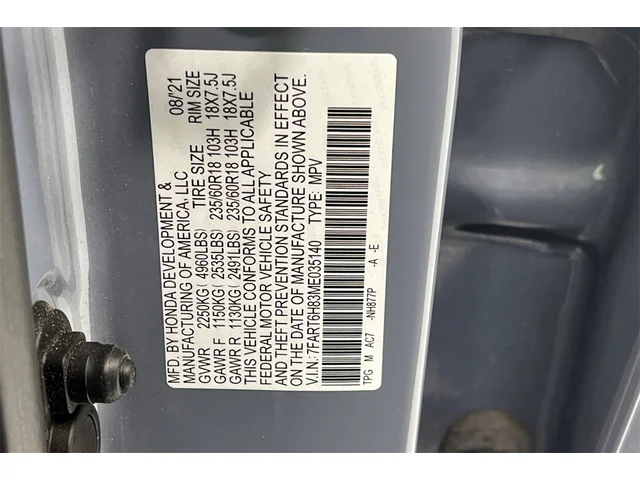 MFD. BY HONDA DEVELOPMENT &
MANUFACTURING OF AMERICA, LLC 08/'21
TIRE SIZE RIM SIZE
GVWR 2250KG( 4960LBS)
GAWR F 1150KG( 2535LBS) 235/60R18 103H 18X7.5J
GAWR R 1130KG( 2491LBS) 235/60R18 103H 18X7.5J
THIS VEHICLE CONFORMS TO ALL APPLICABLE
FEDERAL MOTOR VEHICLE SAFETY
AND THEFT PREVENTION STANDARDS IN EFFECT
ON THE DATE OF MANUFACTURE SHOWN ABOVE.
V.I.N.: 7FART6H83ME035140 TYPE: MPV
TPG M AC7 -NH877P -A -E